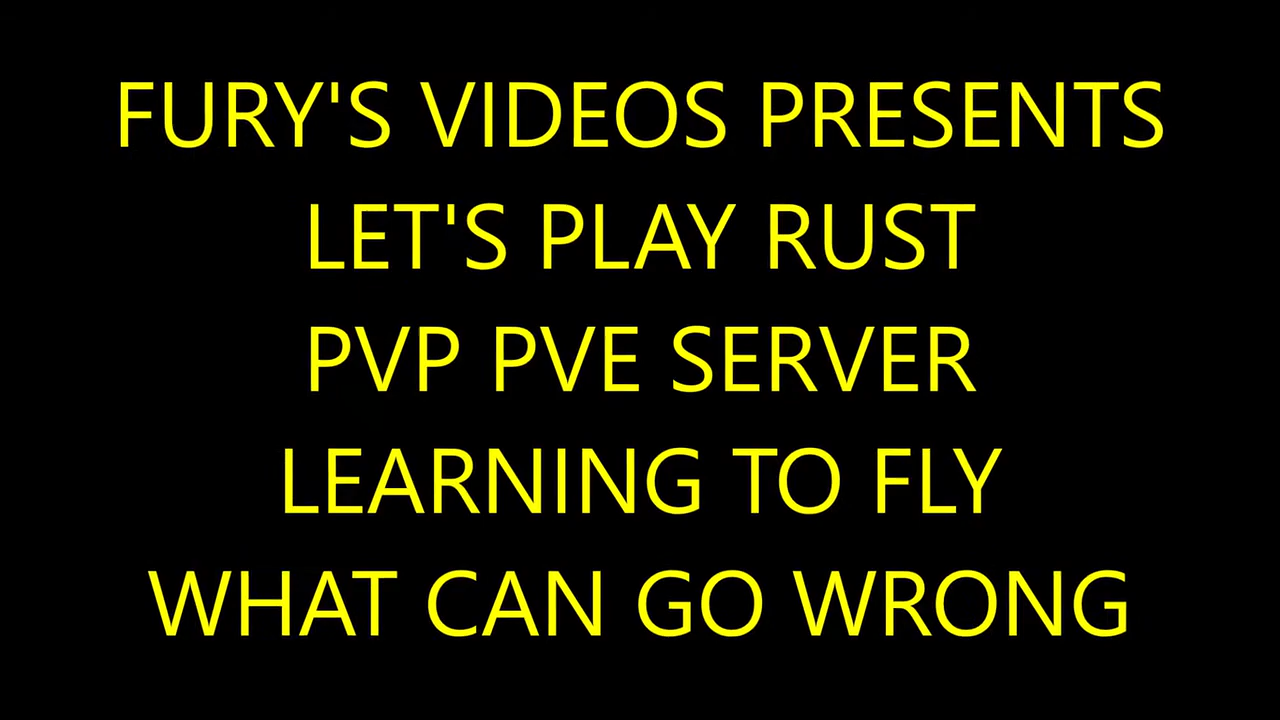 FURY'S VIDEOS PRESENTS
LET'S PLAY RUST
PVP PVE SERVER
LEARNING TO FLY
WHAT CAN GO WRONG